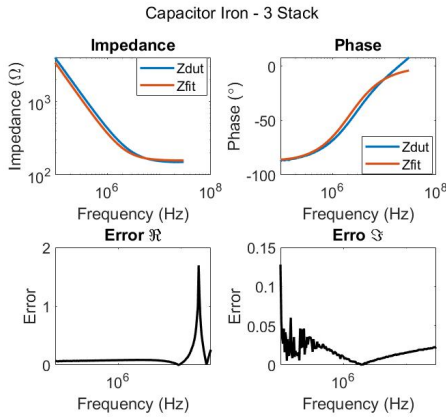 Capacitor Iron - 3 Stack
Impedance
Impedance (Ω)
10³
10²
10⁶
10⁸
Frequency (Hz)
Zdut
Zfit
Phase
Phase (°)
0
-50
-100
10⁶
10⁸
Frequency (Hz)
Zdut
Zfit
Error ℜ
Error
2
1
0
10⁶
Frequency (Hz)
Erro ℑ
Error
0.15
0.1
0.05
0
10⁶
Frequency (Hz)